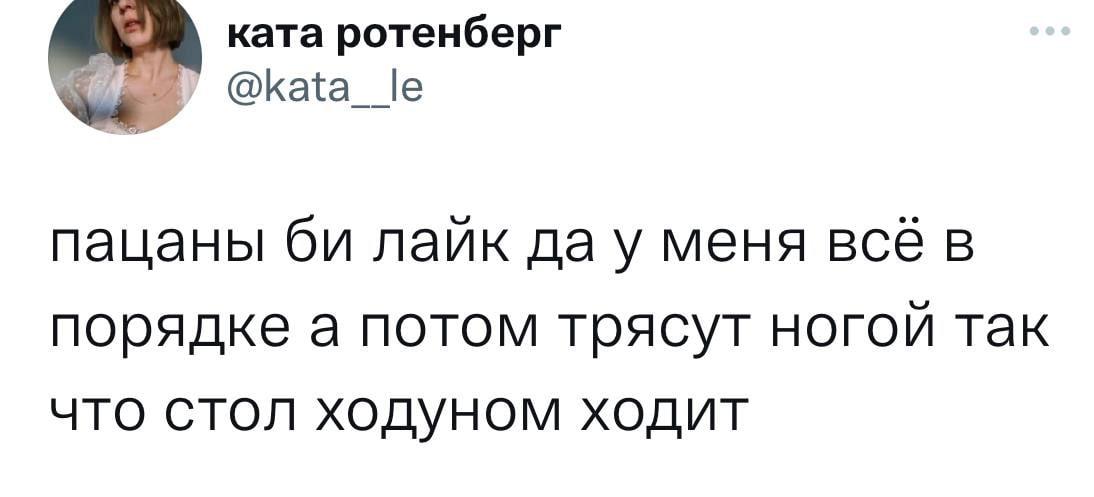 ката ротенберг
@kata__le
пацаны би лайк да у меня всё в
порядке а потом трясут ногой так
что стол ходуном ходит